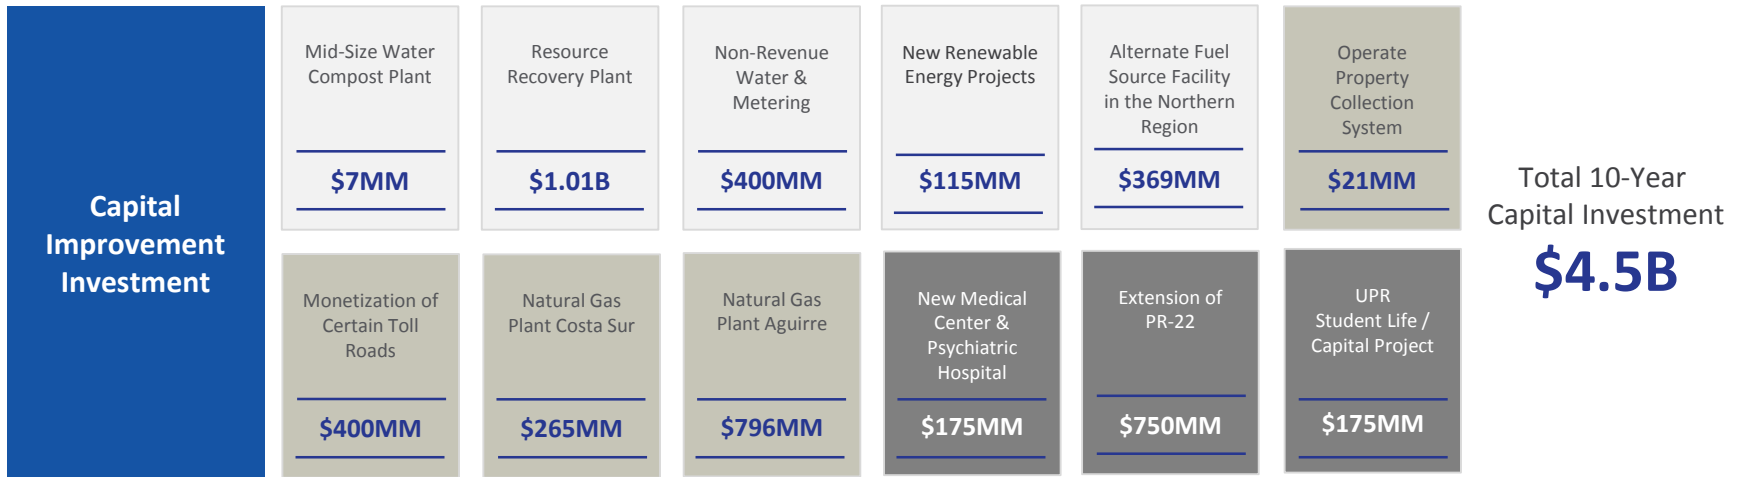 Capital
Improvement
Investment
Mid-Size Water
Compost Plant
$7MM
Resource
Recovery Plant
$1.01B
Non-Revenue
Water &
Metering
$400MM
New Renewable
Energy Projects
$115MM
Alternate Fuel
Source Facility
in the Northern
Region
$369MM
Operate
Property
Collection
System
$21MM
Monetization of
Certain Toll
Roads
$400MM
Natural Gas
Plant Costa Sur
$265MM
Natural Gas
Plant Aguirre
$796MM
New Medical
Center &
Psychiatric
Hospital
$175MM
Extension of
PR-22
$750MM
UPR
Student Life /
Capital Project
$175MM
Total 10-Year
Capital Investment
$4.5B